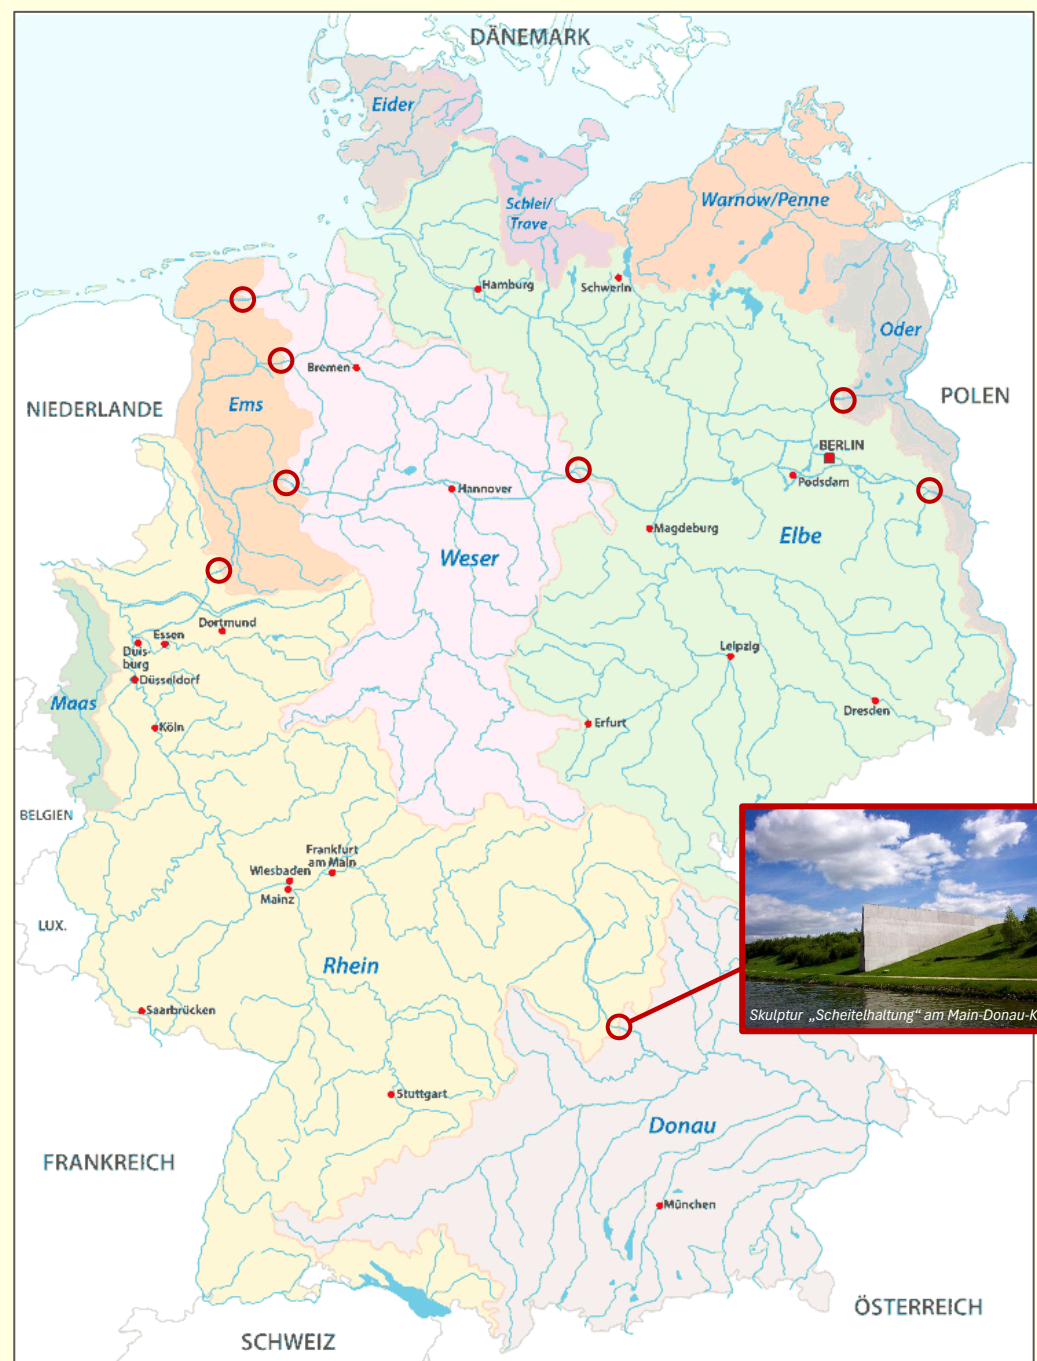 DÄNEMARK
Eider
Schlei/
Trave
Warnow/Penne
Hamburg
Schwerin
Oder
Bremen
NIEDERLANDE
Ems
POLEN
BERLIN
Podsdam
Hannover
Magdeburg
Elbe
Weser
Dortmund
Essen
Duis-
burg
Düsseldorf
Leipzig
Maas
Köln
Erfurt
Dresden
BELGIEN
Frankfurt
am Main
Wiesbaden
Mainz
LUX.
Rhein
Saarbrücken
Skulptur „Scheitelhaltung“ am Main-Donau-K
Stuttgart
Donau
FRANKREICH
München
ÖSTERREICH
SCHWEIZ